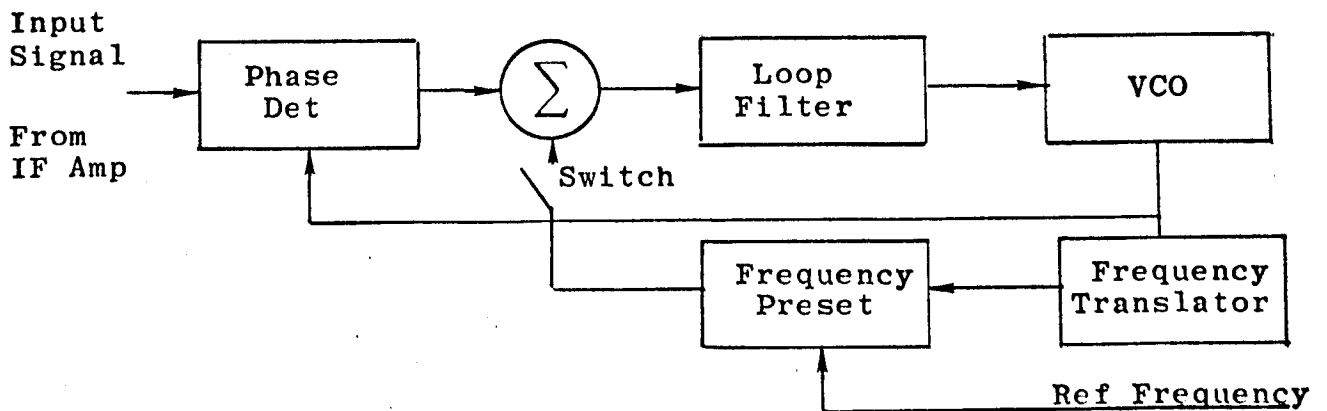 Input
Signal
From
IF Amp
Phase
Det
Σ
Loop
Filter
VCO
Switch
Frequency
Preset
Frequency
Translator
Ref Frequency